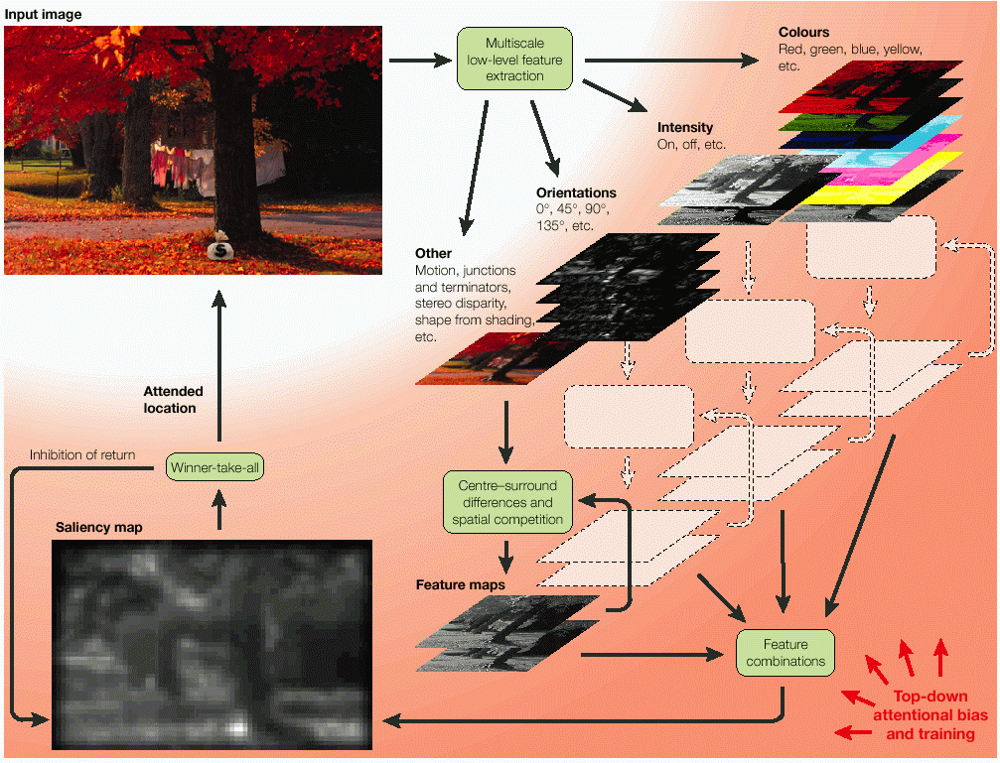 Input image
Multiscale
low-level feature
extraction
Colours
Red, green, blue, yellow,
etc.
Intensity
On, off, etc.
Orientations
0°, 45°, 90°,
135°, etc.
Other
Motion, junctions
and terminators,
stereo disparity,
shape from shading,
etc.
$
Attended
location
Inhibition of return
Winner-take-all
Centre–surround
differences and
spatial competition
Saliency map
Feature maps
Feature
combinations
Top-down
attentional bias
and training